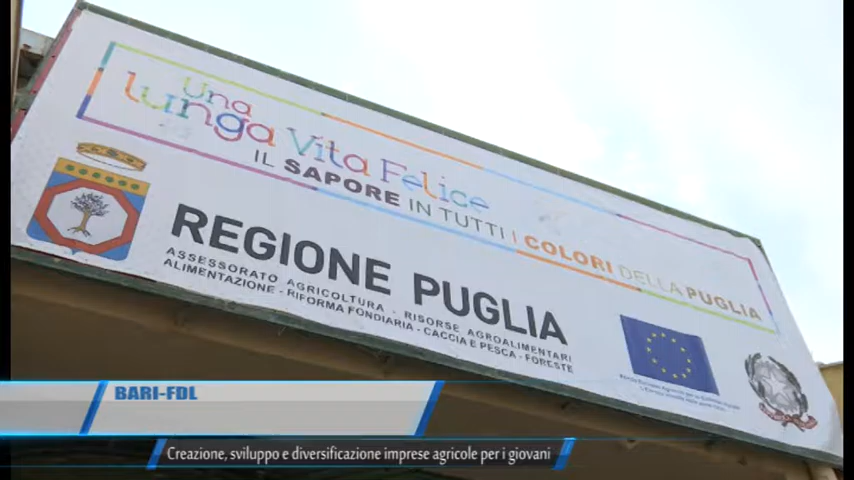 Una
lunga Vita Felice
IL SAPORE IN TUTTI I COLORI DELLA PUGLIA
REGIONE PUGLIA
ASSESSORATO AGRICOLTURA - RISORSE AGROALIMENTARI
ALIMENTAZIONE - RIFORMA FONDIARIA - CACCIA E PESCA - FORESTE
BARI-FDL
Creazione, sviluppo e diversificazione imprese agricole per i giovani